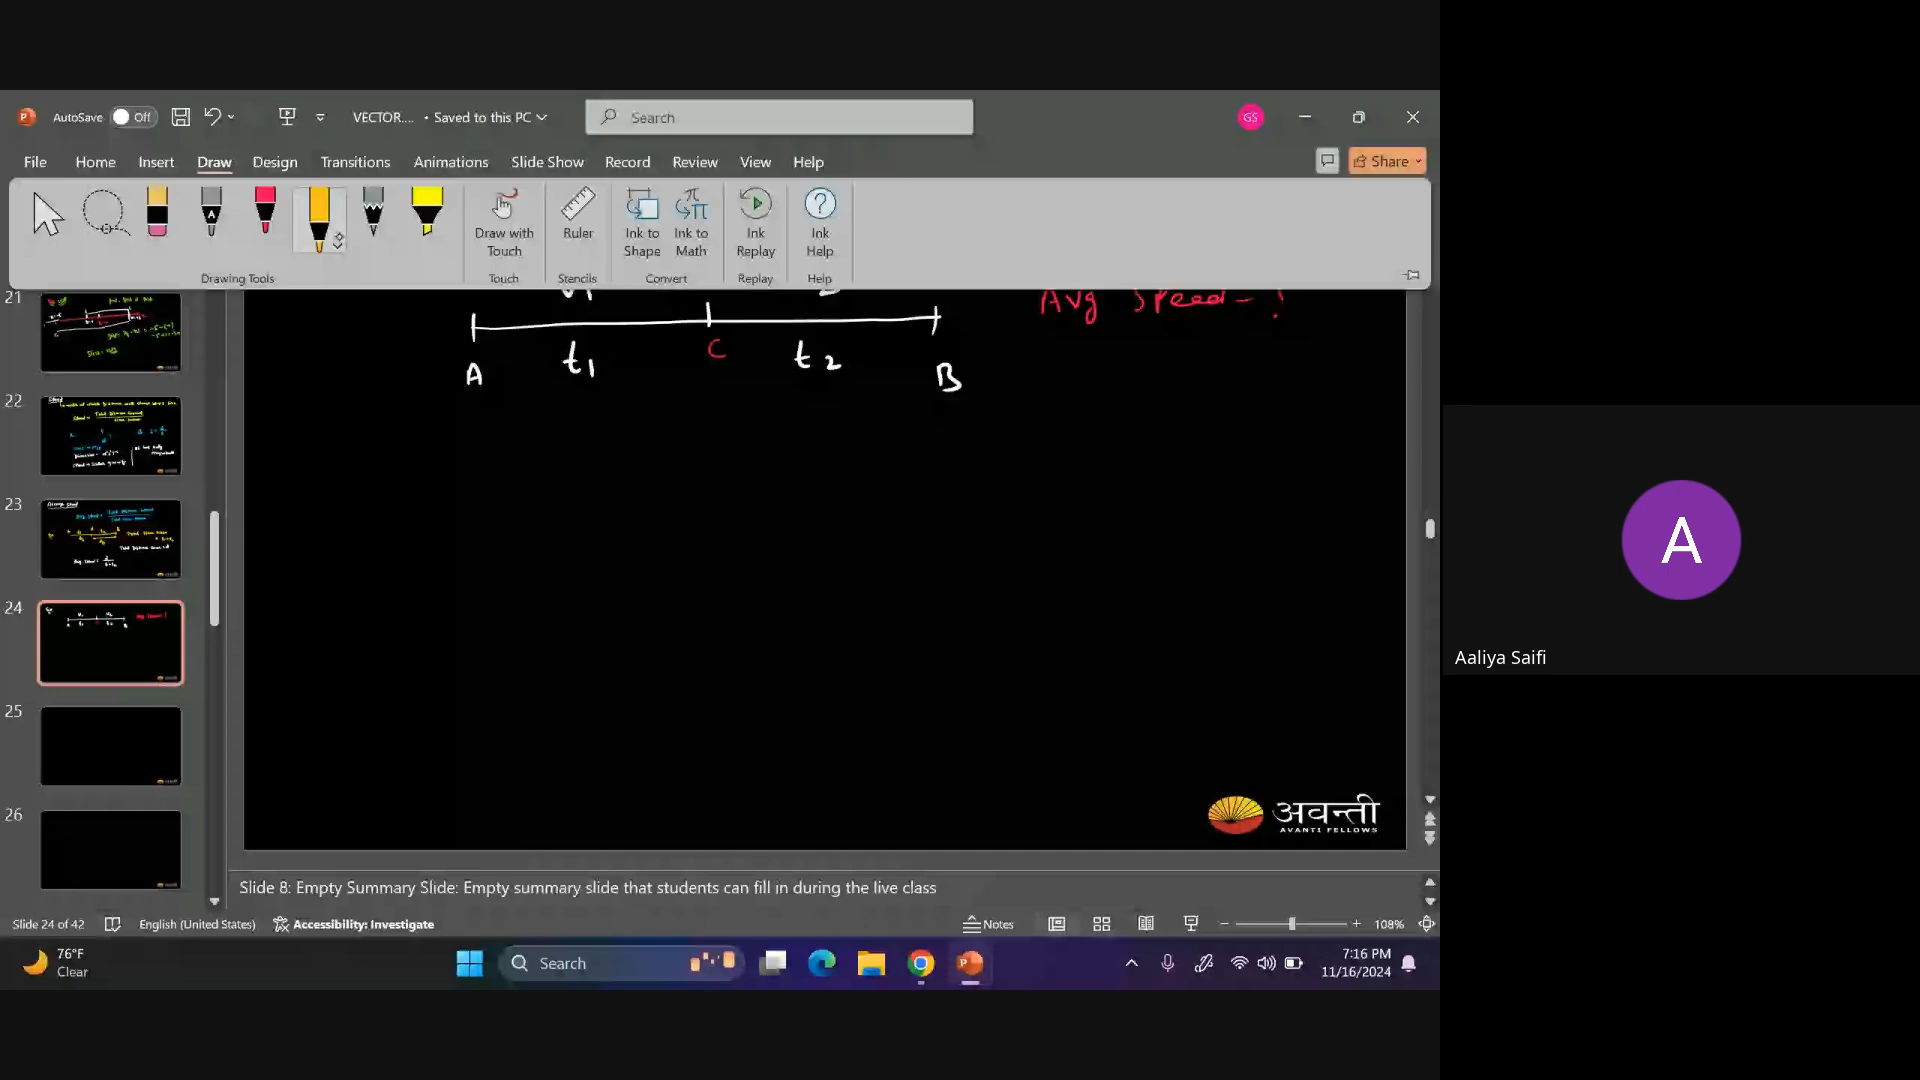 AutoSave Off VECTOR.... • Saved to this PC Search GS
File Home Insert Draw Design Transitions Animations Slide Show Record Review View Help Share
Draw with Touch Ruler Ink to Shape Ink to Math Ink Replay Ink Help
Drawing Tools Touch Stencils Convert Replay Help
21
22
23
24
25
26
Avg Speed - ?
t1 C t2
A B
अवन्ती
AVANTI FELLOWS
A
Aaliya Saifi
Slide 8: Empty Summary Slide: Empty summary slide that students can fill in during the live class
Slide 24 of 42 English (United States) Accessibility: Investigate Notes 108%
76°F
Clear
Search
7:16 PM
11/16/2024